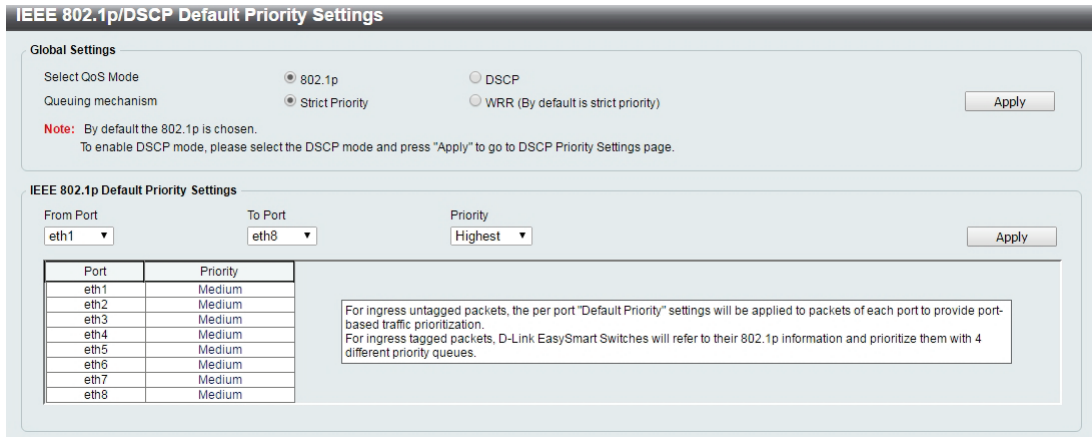 IEEE 802.1p/DSCP Default Priority Settings
Global Settings
Select QoS Mode 802.1p DSCP
Queuing mechanism Strict Priority WRR (By default is strict priority) Apply
Note: By default the 802.1p is chosen.
To enable DSCP mode, please select the DSCP mode and press "Apply" to go to DSCP Priority Settings page.
IEEE 802.1p Default Priority Settings
From Port To Port Priority
eth1 eth8 Highest Apply
Port Priority
eth1 Medium
eth2 Medium
eth3 Medium
eth4 Medium
eth5 Medium
eth6 Medium
eth7 Medium
eth8 Medium
For ingress untagged packets, the per port "Default Priority" settings will be applied to packets of each port to provide port-
based traffic prioritization.
For ingress tagged packets, D-Link EasySmart Switches will refer to their 802.1p information and prioritize them with 4
different priority queues.